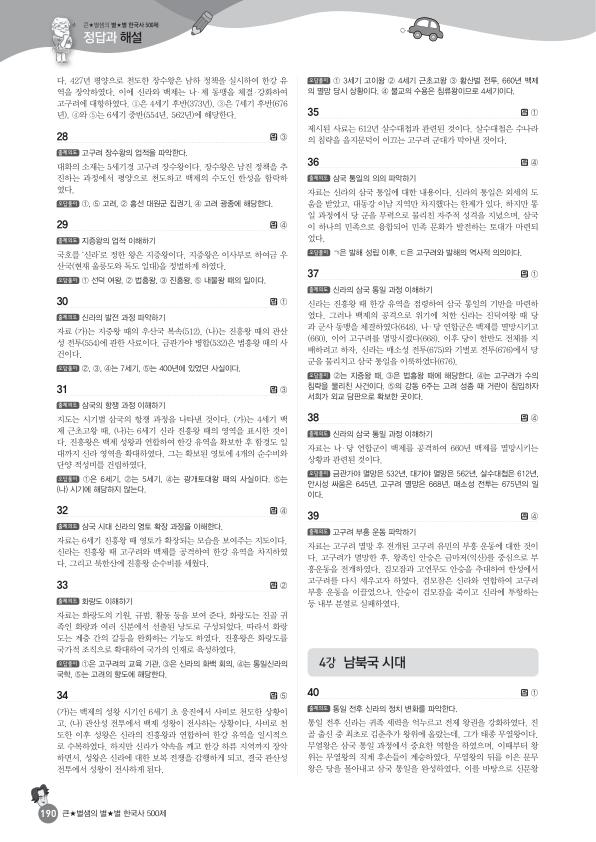 큰★별샘의 별★별 한국사 500제
정답과 해설
다. 427년 평양으로 천도한 장수왕은 남하 정책을 실시하여 한강 유
역을 장악하였다. 이에 신라와 백제는 나·제 동맹을 체결·강화하여
고구려에 대항하였다. ①은 4세기 후반(373년), ③은 7세기 후반(676
년), ④와 ⑤는 6세기 중반(554년, 562년)에 해당한다.
28 답 ③
출제의도 고구려 장수왕의 업적을 파악한다.
대화의 소재는 5세기경 고구려 장수왕이다. 장수왕은 남진 정책을 추
진하는 과정에서 평양으로 천도하고 백제의 수도인 한성을 함락하
였다.
오답풀이 ①, ⑤ 고려, ② 흥선 대원군 집권기, ④ 고려 광종에 해당한다.
29 답 ④
출제의도 지증왕의 업적 이해하기
국호를 ‘신라’로 정한 왕은 지증왕이다. 지증왕은 이사부로 하여금 우
산국(현재 울릉도와 독도 일대)을 정벌하게 하였다.
오답풀이 ① 선덕 여왕, ② 법흥왕, ③ 진흥왕, ⑤ 내물왕 때의 일이다.
30 답 ①
출제의도 신라의 발전 과정 파악하기
자료 (가)는 지증왕 때의 우산국 복속(512), (나)는 진흥왕 때의 관산
성 전투(554)에 관한 사료이다. 금관가야 병합(532)은 법흥왕 때의 사
건이다.
오답풀이 ②, ③, ④는 7세기, ⑤는 400년에 있었던 사실이다.
31 답 ③
출제의도 삼국의 항쟁 과정 이해하기
지도는 시기별 삼국의 항쟁 과정을 나타낸 것이다. (가)는 4세기 백
제 근초고왕 때, (나)는 6세기 신라 진흥왕 때의 영역을 표시한 것이
다. 진흥왕은 백제 성왕과 연합하여 한강 유역을 확보한 후 함경도 일
대까지 신라 영역을 확대하였다. 그는 확보된 영토에 4개의 순수비와
단양 적성비를 건립하였다.
오답풀이 ①은 6세기, ②는 5세기, ④는 광개토대왕 때의 사실이다. ⑤는
(나) 시기에 해당하지 않는다.
32 답 ④
출제의도 삼국 시대 신라의 영토 확장 과정을 이해한다.
자료는 6세기 진흥왕 때 영토가 확장되는 모습을 보여주는 지도이다.
신라는 진흥왕 때 고구려와 백제를 공격하여 한강 유역을 차지하였
다. 그리고 북한산에 진흥왕 순수비를 세웠다.
33 답 ②
출제의도 화랑도 이해하기
자료는 화랑도의 기원, 규범, 활동 등을 보여 준다. 화랑도는 진골 귀
족인 화랑과 여러 신분에서 선출된 낭도로 구성되었다. 따라서 화랑
도는 계층 간의 갈등을 완화하는 기능도 하였다. 진흥왕은 화랑도를
국가적 조직으로 확대하여 국가의 인재로 육성하였다.
오답풀이 ①은 고구려의 교육 기관, ③은 신라의 화백 회의, ④는 통일신라의
국학, ⑤는 고려의 향도에 해당한다.
34 답 ⑤
(가)는 백제의 성왕 시기인 6세기 초 웅진에서 사비로 천도한 상황이
고, (나) 관산성 전투에서 백제 성왕이 전사하는 상황이다. 사비로 천
도한 이후 성왕은 신라의 진흥왕과 연합하여 한강 유역을 일시적으
로 수복하였다. 하지만 신라가 약속을 깨고 한강 하류 지역까지 장악
하면서, 성왕은 신라에 대한 보복 전쟁을 감행하게 되고, 결국 관산성
전투에서 성왕이 전사하게 된다.
오답풀이 ① 3세기 고이왕 ② 4세기 근초고왕 ③ 황산벌 전투, 660년 백제
의 멸망 당시 상황이다. ④ 불교의 수용은 침류왕이므로 4세기이다.
35 답 ①
제시된 사료는 612년 살수대첩과 관련된 것이다. 살수대첩은 수나라
의 침략을 을지문덕이 이끄는 고구려 군대가 막아낸 것이다.
36 답 ④
출제의도 삼국 통일의 의의 파악하기
자료는 신라의 삼국 통일에 대한 내용이다. 신라의 통일은 외세의 도
움을 받았고, 대동강 이남 지역만 차지했다는 한계가 있다. 하지만 통
일 과정에서 당 군을 무력으로 물리친 자주적 성격을 지녔으며, 삼국
이 하나의 민족으로 융합되어 민족 문화가 발전하는 토대가 마련되
었다.
오답풀이 ㄱ은 발해 성립 이후, ㄷ은 고구려와 발해의 역사적 의의이다.
37 답 ①
출제의도 신라의 삼국 통일 과정 이해하기
신라는 진흥왕 때 한강 유역을 점령하여 삼국 통일의 기반을 마련하
였다. 그러나 백제의 공격으로 위기에 처한 신라는 진덕여왕 때 당
과 군사 동맹을 체결하였다(648). 나·당 연합군은 백제를 멸망시키고
(660), 이어 고구려를 멸망시켰다(668). 이후 당이 한반도 전체를 지
배하려고 하자, 신라는 매소성 전투(675)와 기벌포 전투(676)에서 당
군을 물리치고 삼국 통일을 이룩하였다(676).
오답풀이 ②는 지증왕 때, ③은 법흥왕 때에 해당한다. ④는 고구려가 수의
침략을 물리친 사건이다. ⑤의 강동 6주는 고려 성종 때 거란이 침입하자
서희가 외교 담판으로 확보한 곳이다.
38 답 ④
출제의도 신라의 삼국 통일 과정 이해하기
자료는 나·당 연합군이 백제를 공격하여 660년 백제를 멸망시키는
상황과 관련된 것이다.
오답풀이 금관가야 멸망은 532년, 대가야 멸망은 562년, 살수대첩은 612년,
안시성 싸움은 645년, 고구려 멸망은 668년, 매소성 전투는 675년의 일
이다.
39 답 ④
출제의도 고구려 부흥 운동 파악하기
자료는 고구려 멸망 후 전개된 고구려 유민의 부흥 운동에 대한 것이
다. 고구려가 멸망한 후, 왕족인 안승은 금마저(익산)를 중심으로 부
흥운동을 전개하였다. 검모잠과 고연무도 안승을 추대하여 한성에서
고구려를 다시 세우고자 하였다. 검모잠은 신라와 연합하여 고구려
부흥 운동을 이끌었으나, 안승이 검모잠을 죽이고 신라에 투항하는
등 내부 분열로 실패하였다.
4강 남북국 시대
40 답 ①
출제의도 통일 전후 신라의 정치 변화를 파악한다.
통일 전후 신라는 귀족 세력을 억누르고 전제 왕권을 강화하였다. 진
골 출신 중 최초로 김춘추가 왕위에 올랐는데, 그가 태종 무열왕이다.
무열왕은 삼국 통일 과정에서 중요한 역할을 하였으며, 이때부터 왕
위는 무열왕의 직계 후손들이 계승하였다. 무열왕의 뒤를 이은 문무
왕은 당을 몰아내고 삼국 통일을 완성하였다. 이를 바탕으로 신문왕
190 큰★별샘의 별★별 한국사 500제